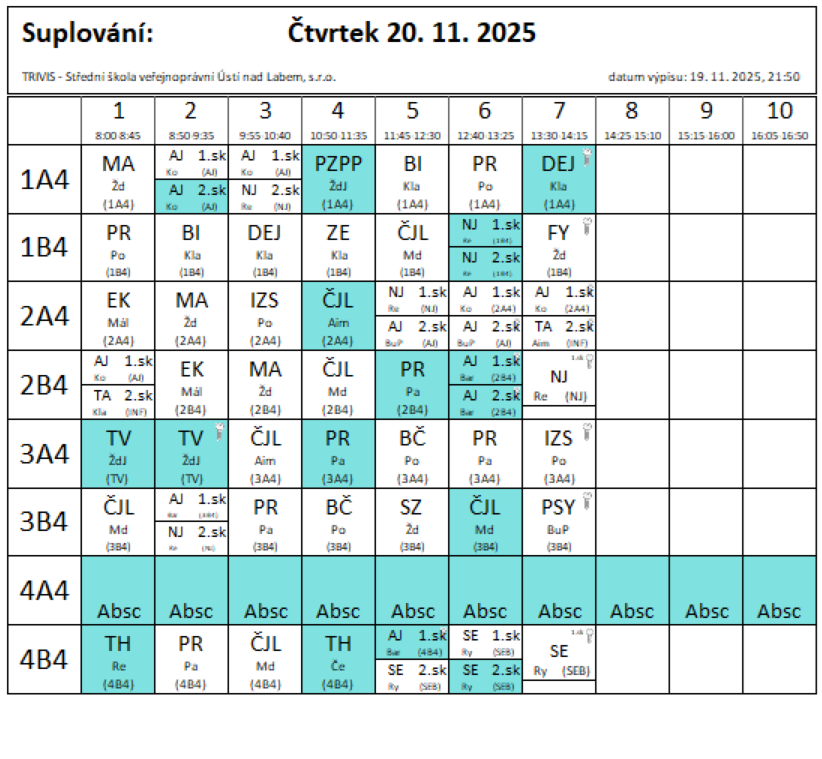 Suplování: Čtvrtek 20. 11. 2025
TRIVIS - Střední škola veřejnoprávní Ústí nad Labem, s.r.o. datum výpisu: 19. 11. 2025, 21:50
1 2 3 4 5 6 7 8 9 10
8:00-8:45 8:50-9:35 9:55-10:40 10:50-11:35 11:45-12:30 12:40-13:25 13:30-14:15 14:25-15:10 15:15-16:00 16:05-16:50
1A4
MA
Žd
(1A4)
AJ 1.sk
Ko (AJ)
AJ 2.sk
Ko (AJ)
AJ 1.sk
Ko (AJ)
NJ 2.sk
Re (NJ)
PZPP
ŽdJ
(1A4)
BI
Kla
(1A4)
PR
Po
(1A4)
DEJ
Kla
(1A4)
1B4
PR
Po
(1B4)
BI
Kla
(1B4)
DEJ
Kla
(1B4)
ZE
Kla
(1B4)
ČJL
Md
(1B4)
NJ 1.sk
Re (1B4)
NJ 2.sk
Re (1B4)
FY
Žd
(1B4)
2A4
EK
Mál
(2A4)
MA
Žd
(2A4)
IZS
Po
(2A4)
ČJL
Aim
(2A4)
NJ 1.sk
Re (NJ)
AJ 2.sk
BuP (AJ)
AJ 1.sk
Ko (2A4)
AJ 2.sk
BuP (AJ)
AJ 1.sk
Ko (2A4)
TA 2.sk
Aim (INF)
2B4
AJ 1.sk
Ko (AJ)
TA 2.sk
Kla (INF)
EK
Mál
(2B4)
MA
Žd
(2B4)
ČJL
Md
(2B4)
PR
Pa
(2B4)
AJ 1.sk
Bar (2B4)
AJ 2.sk
Bar (2B4)
1.sk
NJ
Re (NJ)
3A4
TV
ŽdJ
(TV)
TV
ŽdJ
(TV)
ČJL
Aim
(3A4)
PR
Pa
(3A4)
BČ
Po
(3A4)
PR
Pa
(3A4)
IZS
Po
(3A4)
3B4
ČJL
Md
(3B4)
AJ 1.sk
Bar (3B4)
NJ 2.sk
Re (NJ)
PR
Pa
(3B4)
BČ
Po
(3B4)
SZ
Žd
(3B4)
ČJL
Md
(3B4)
PSY
BuP
(3B4)
4A4
Absc Absc Absc Absc Absc Absc Absc Absc Absc Absc
4B4
TH
Re
(4B4)
PR
Pa
(4B4)
ČJL
Md
(4B4)
TH
Če
(4B4)
AJ 1.sk
Bar (4B4)
SE 2.sk
Ry (SEB)
SE 1.sk
Ry (SEB)
SE 2.sk
Ry (SEB)
1.sk
SE
Ry (SEB)